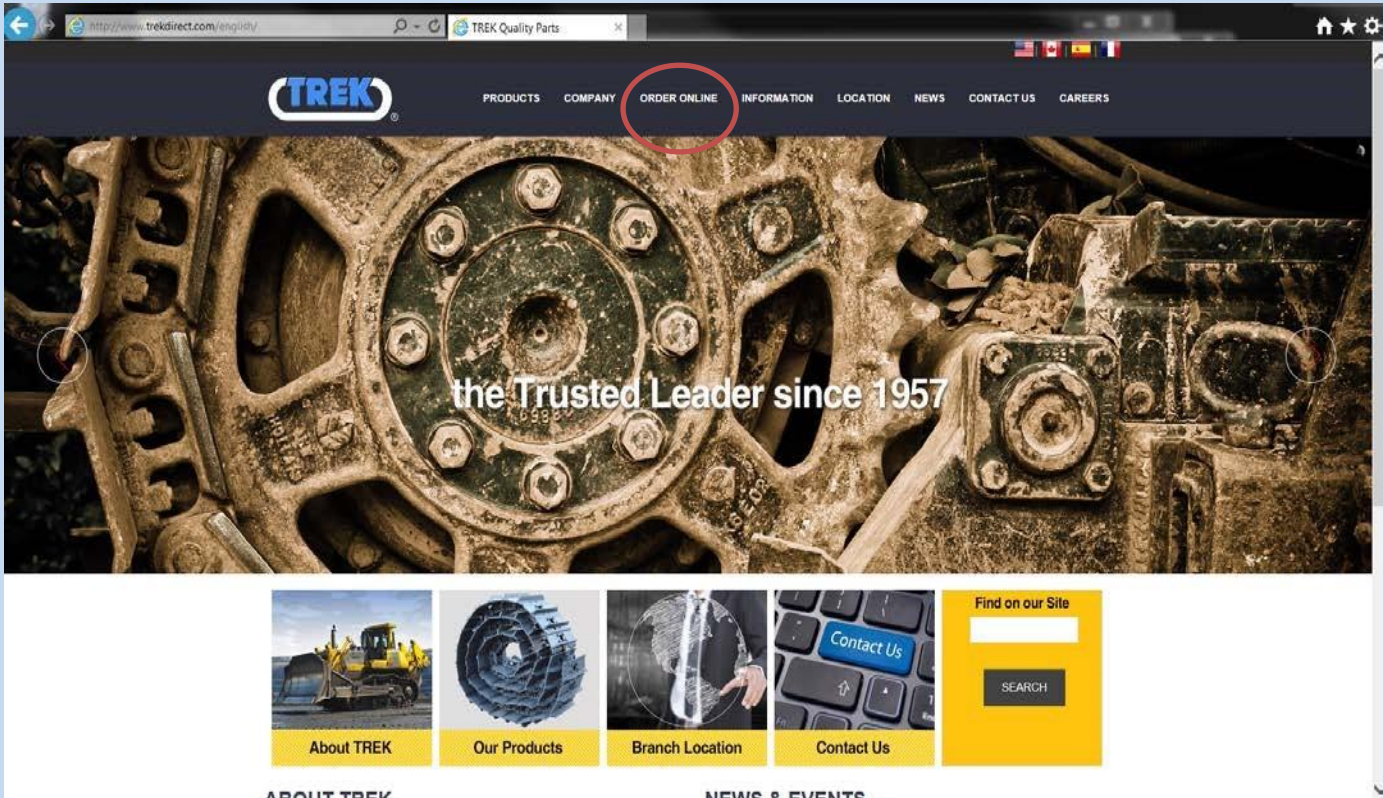 http://www.trekdirect.com/english/
TREK Quality Parts
TREK
®
PRODUCTS COMPANY ORDER ONLINE INFORMATION LOCATION NEWS CONTACT US CAREERS
the Trusted Leader since 1957
Contact Us
About TREK
Our Products
Branch Location
Contact Us
Find on our Site
SEARCH
ABOUT TREK
NEWS & EVENTS